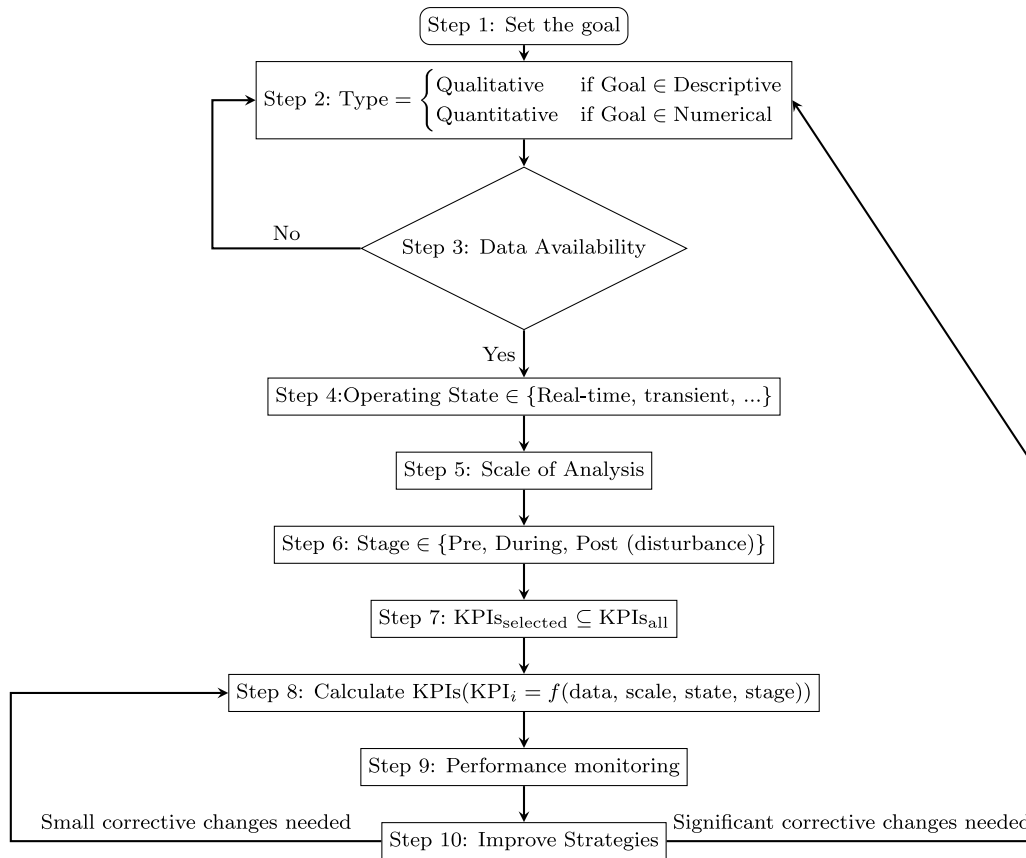 Step 1: Set the goal
Step 2: Type = { Qualitative if Goal ∈ Descriptive
Quantitative if Goal ∈ Numerical
No
Step 3: Data Availability
Yes
Step 4:Operating State ∈ {Real-time, transient, ...}
Step 5: Scale of Analysis
Step 6: Stage ∈ {Pre, During, Post (disturbance)}
Step 7: KPIs_selected ⊆ KPIs_all
Step 8: Calculate KPIs(KPI_i = f(data, scale, state, stage))
Step 9: Performance monitoring
Small corrective changes needed
Step 10: Improve Strategies
Significant corrective changes needed